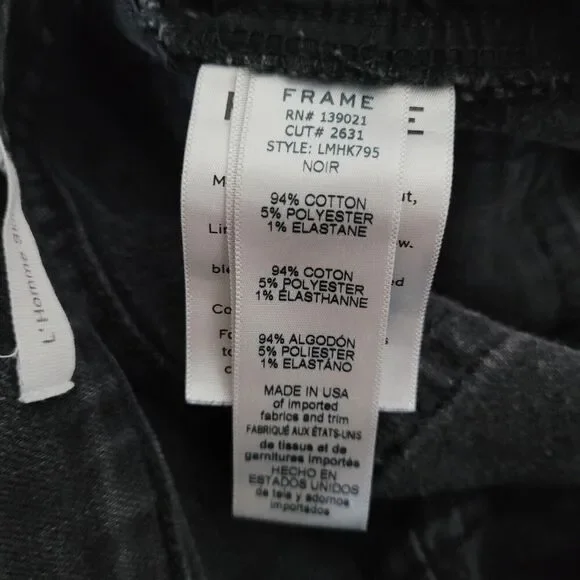 FRAME
RN# 139021
CUT# 2631
STYLE: LMHK795
NOIR
94% COTTON
5% POLYESTER
1% ELASTANE
94% COTON
5% POLYESTER
1% ÉLASTHANNE
94% ALGODÓN
5% POLIESTER
1% ELASTANO
MADE IN USA
of imported
fabrics and trim
FABRIQUÉ AUX ÉTATS-UNIS
de tissus et de
garnitures importés
HECHO EN
ESTADOS UNIDOS
de tela y adornos
importados
L'Homme